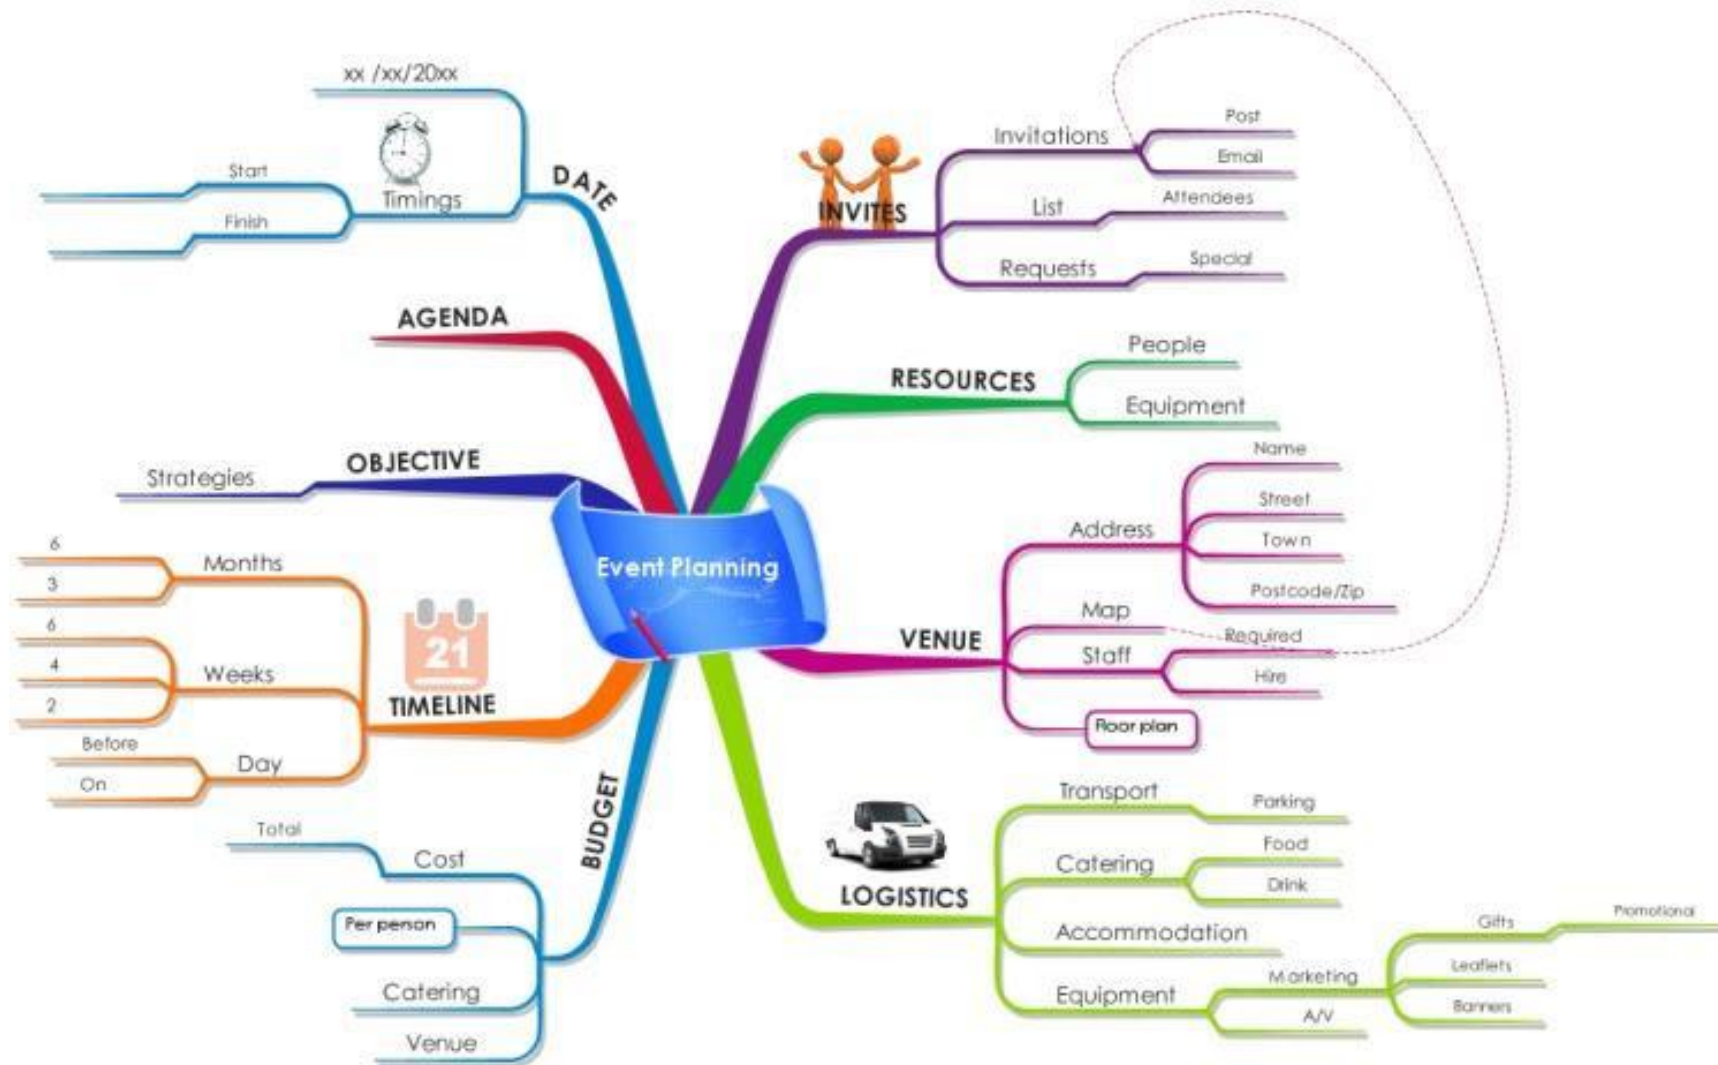 Event Planning
INVITES
Invitations
Post
Email
List
Attendees
Requests
Special
RESOURCES
People
Equipment
VENUE
Address
Name
Street
Town
Postcode/Zip
Map
Staff
Required
Hire
Floor plan
LOGISTICS
Transport
Parking
Catering
Food
Drink
Accommodation
Equipment
Marketing
Gifts
Promotional
Leaflets
Banners
A/V
DATE
xx /xx/20xx
Timings
Start
Finish
AGENDA
OBJECTIVE
Strategies
TIMELINE
21
Months
6
3
Weeks
6
4
2
Day
Before
On
BUDGET
Cost
Total
Per person
Catering
Venue